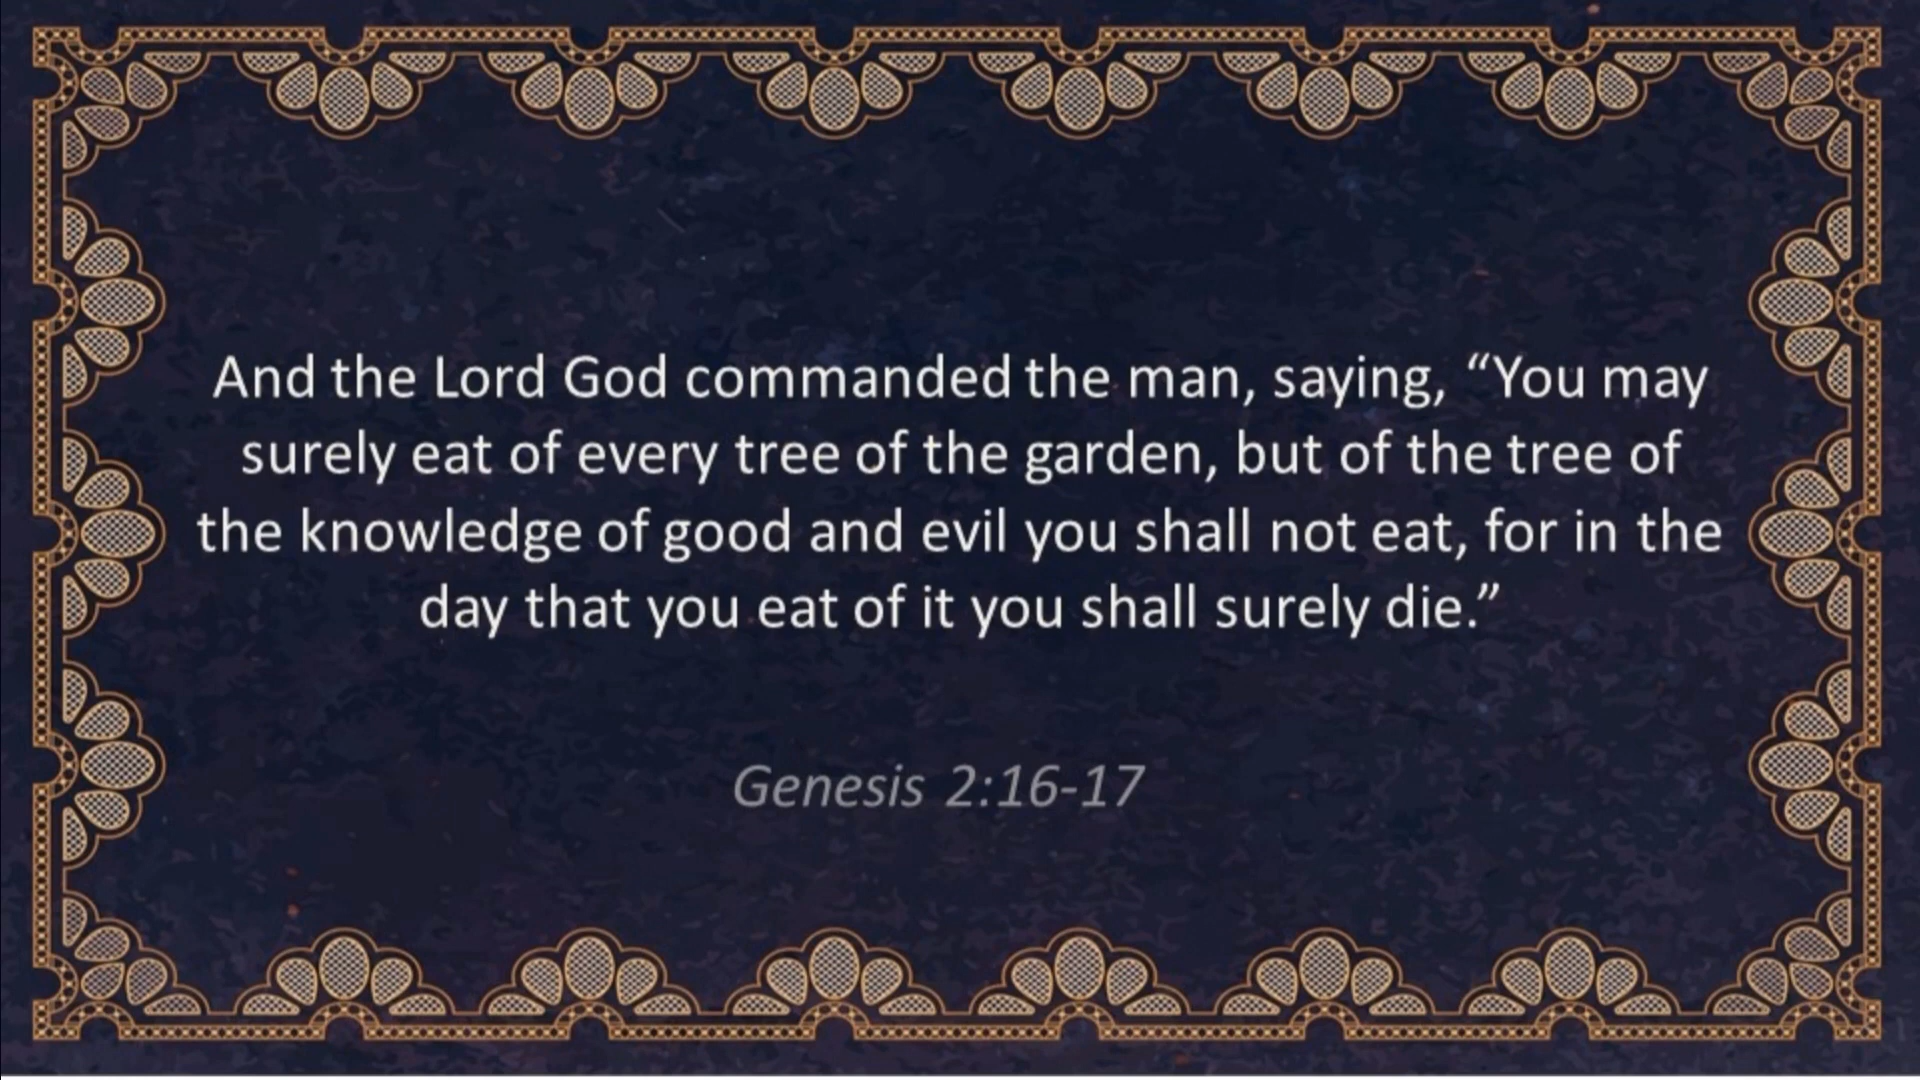 And the Lord God commanded the man, saying, “You may
surely eat of every tree of the garden, but of the tree of
the knowledge of good and evil you shall not eat, for in the
day that you eat of it you shall surely die.”
Genesis 2:16-17